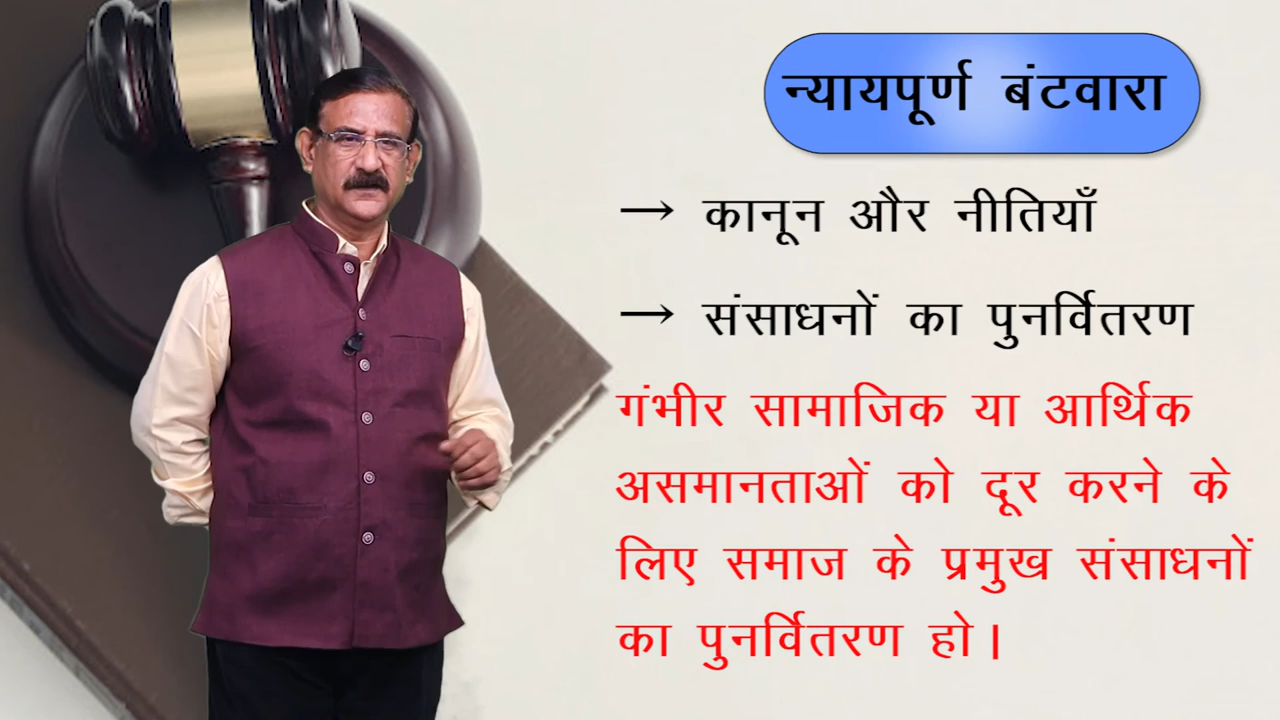 न्यायपूर्ण बंटवारा
→ कानून और नीतियाँ
→ संसाधनों का पुनर्वितरण
गंभीर सामाजिक या आर्थिक
असमानताओं को दूर करने के
लिए समाज के प्रमुख संसाधनों
का पुनर्वितरण हो।